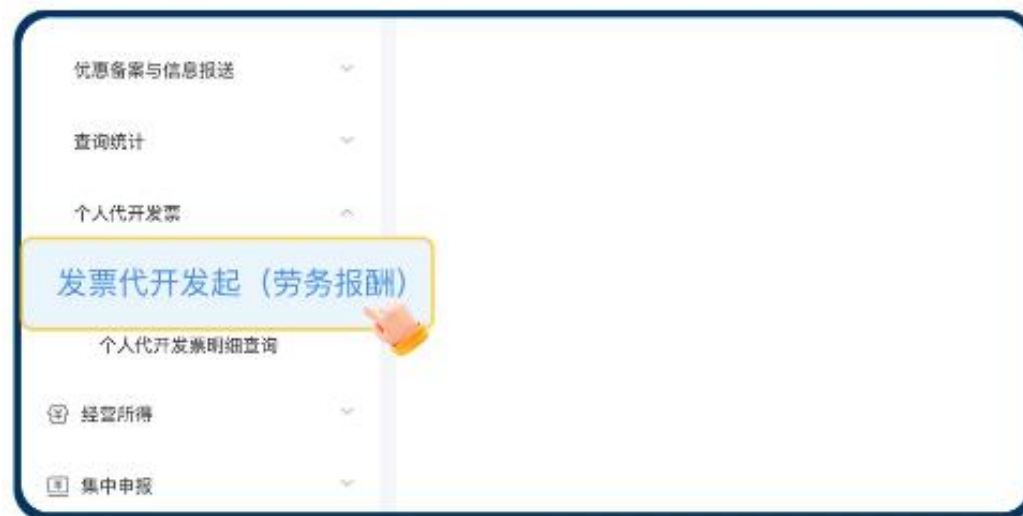 优惠备案与信息报送
查询统计
个人代开发票
发票代开发起（劳务报酬）
个人代开发票明细查询
经营所得
集中申报